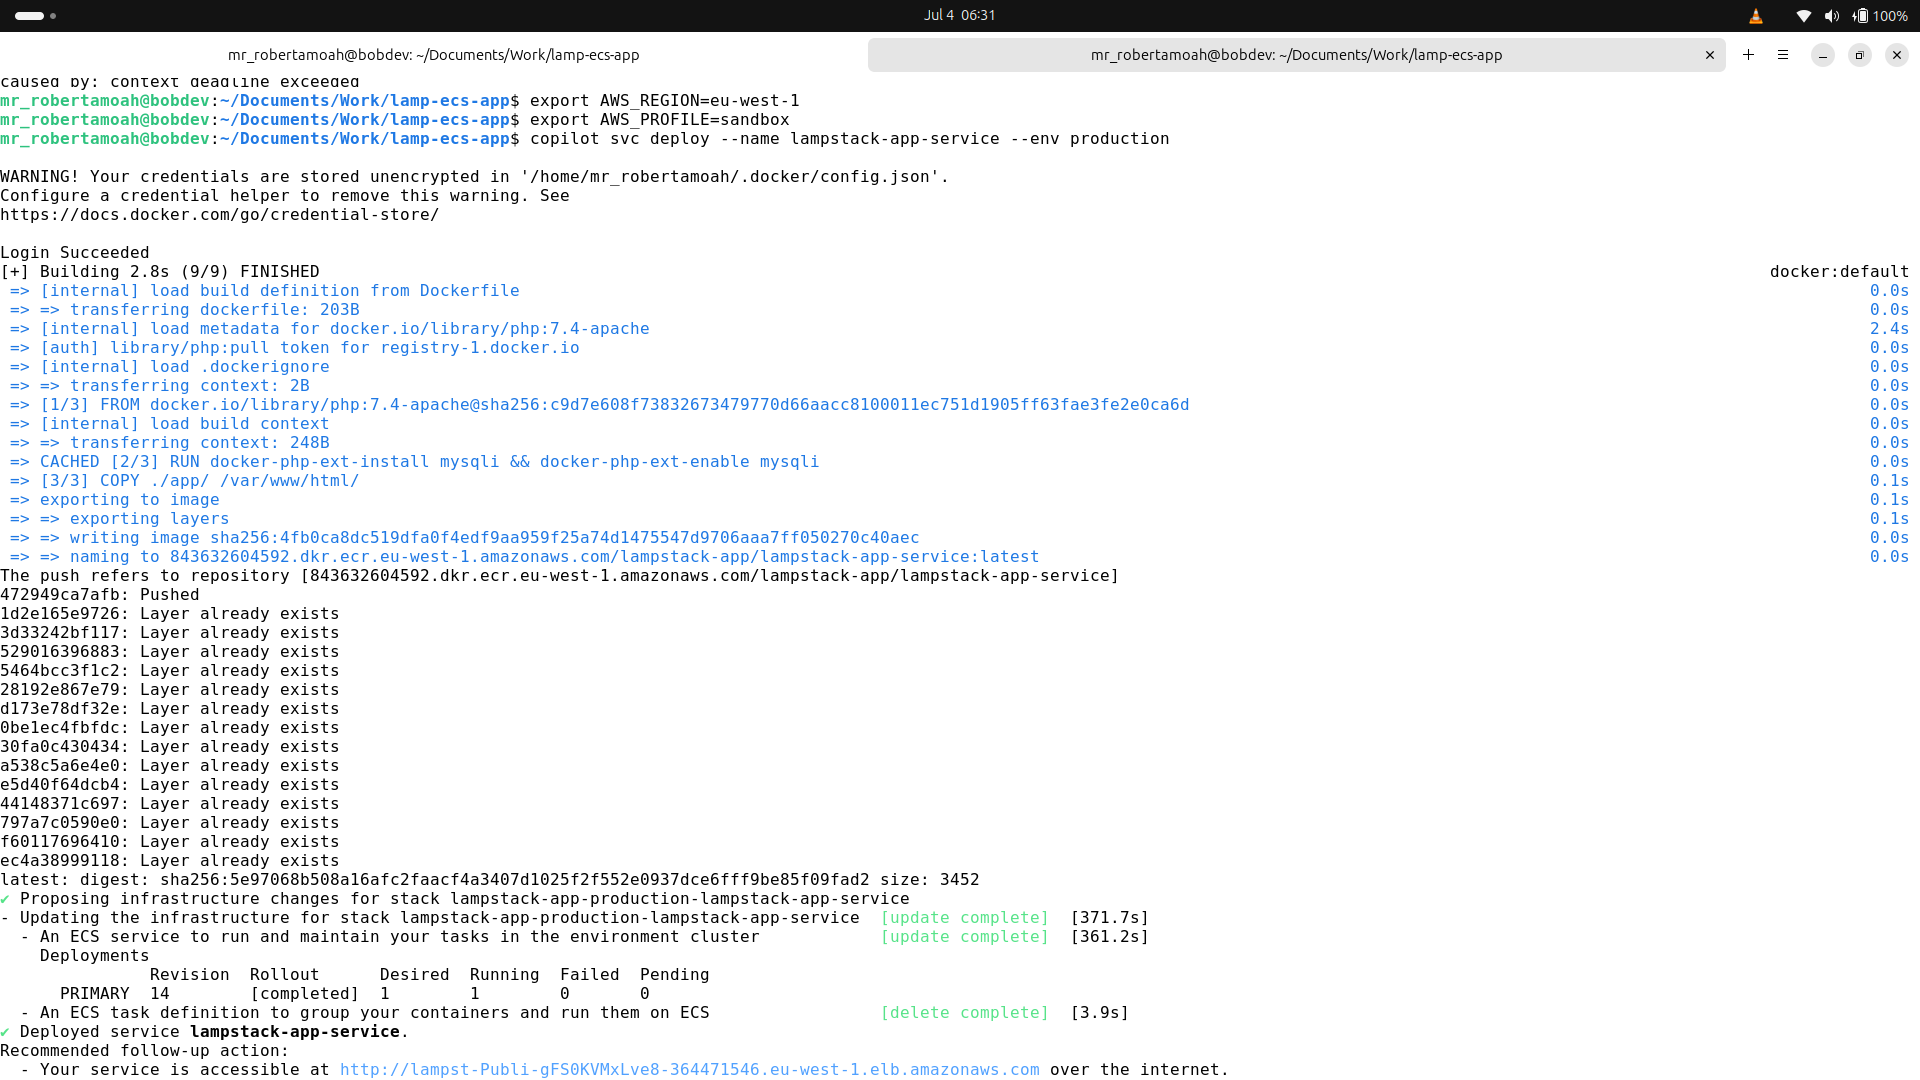 Jul 4 06:31
100%
mr_robertamoah@bobdev: ~/Documents/Work/lamp-ecs-app
mr_robertamoah@bobdev: ~/Documents/Work/lamp-ecs-app
caused by: context deadline exceeded
mr_robertamoah@bobdev:~/Documents/Work/lamp-ecs-app$ export AWS_REGION=eu-west-1
mr_robertamoah@bobdev:~/Documents/Work/lamp-ecs-app$ export AWS_PROFILE=sandbox
mr_robertamoah@bobdev:~/Documents/Work/lamp-ecs-app$ copilot svc deploy --name lampstack-app-service --env production
WARNING! Your credentials are stored unencrypted in '/home/mr_robertamoah/.docker/config.json'.
Configure a credential helper to remove this warning. See
https://docs.docker.com/go/credential-store/
Login Succeeded
[+] Building 2.8s (9/9) FINISHED docker:default
=> [internal] load build definition from Dockerfile 0.0s
=> => transferring dockerfile: 203B 0.0s
=> [internal] load metadata for docker.io/library/php:7.4-apache 2.4s
=> [auth] library/php:pull token for registry-1.docker.io 0.0s
=> [internal] load .dockerignore 0.0s
=> => transferring context: 2B 0.0s
=> [1/3] FROM docker.io/library/php:7.4-apache@sha256:c9d7e608f73832673479770d66aacc8100011ec751d1905ff63fae3fe2e0ca6d 0.0s
=> [internal] load build context 0.0s
=> => transferring context: 248B 0.0s
=> CACHED [2/3] RUN docker-php-ext-install mysqli && docker-php-ext-enable mysqli 0.0s
=> [3/3] COPY ./app/ /var/www/html/ 0.1s
=> exporting to image 0.1s
=> => exporting layers 0.1s
=> => writing image sha256:4fb0ca8dc519dfa0f4edf9aa959f25a74d1475547d9706aaa7ff050270c40aec 0.0s
=> => naming to 843632604592.dkr.ecr.eu-west-1.amazonaws.com/lampstack-app/lampstack-app-service:latest 0.0s
The push refers to repository [843632604592.dkr.ecr.eu-west-1.amazonaws.com/lampstack-app/lampstack-app-service]
472949ca7afb: Pushed
1d2e165e9726: Layer already exists
3d33242bf117: Layer already exists
529016396883: Layer already exists
5464bcc3f1c2: Layer already exists
28192e867e79: Layer already exists
d173e78df32e: Layer already exists
0be1ec4fbfdc: Layer already exists
30fa0c430434: Layer already exists
a538c5a6e4e0: Layer already exists
e5d40f64dcb4: Layer already exists
44148371c697: Layer already exists
797a7c0590e0: Layer already exists
f60117696410: Layer already exists
ec4a38999118: Layer already exists
latest: digest: sha256:5e97068b508a16afc2faacf4a3407d1025f2f552e0937dce6fff9be85f09fad2 size: 3452
✔ Proposing infrastructure changes for stack lampstack-app-production-lampstack-app-service
- Updating the infrastructure for stack lampstack-app-production-lampstack-app-service [update complete] [371.7s]
- An ECS service to run and maintain your tasks in the environment cluster [update complete] [361.2s]
Deployments
Revision Rollout Desired Running Failed Pending
PRIMARY 14 [completed] 1 1 0 0
- An ECS task definition to group your containers and run them on ECS [delete complete] [3.9s]
✔ Deployed service lampstack-app-service.
Recommended follow-up action:
- Your service is accessible at http://lampst-Publi-gFS0KVMxLve8-364471546.eu-west-1.elb.amazonaws.com over the internet.